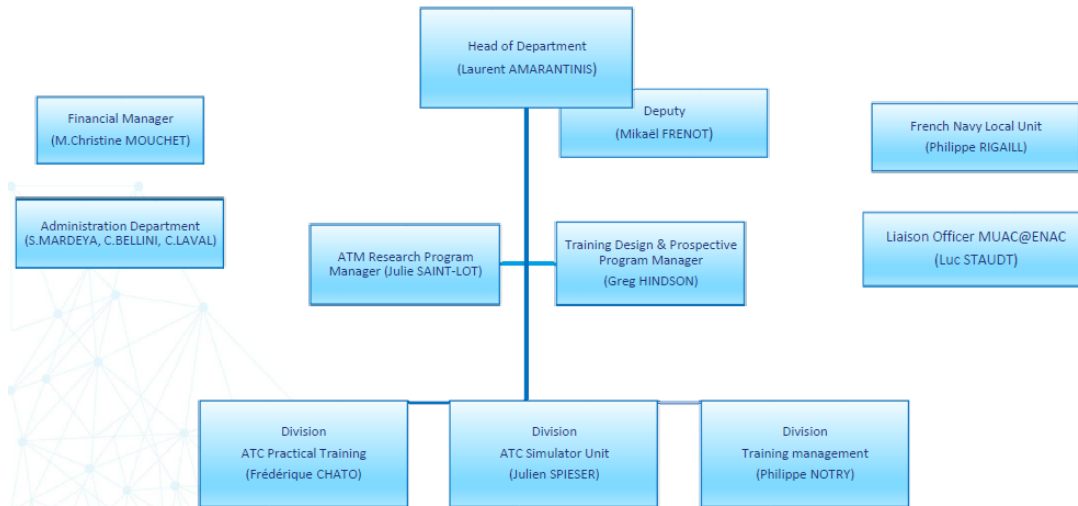 Head of Department
(Laurent AMARANTINIS)
Deputy
(Mikaël FRENOT)
Financial Manager
(M.Christine MOUCHET)
French Navy Local Unit
(Philippe RIGAILL)
Administration Department
(S.MARDEYA, C.BELLINI, C.LAVAL)
Liaison Officer MUAC@ENAC
(Luc STAUDT)
ATM Research Program
Manager (Julie SAINT-LOT)
Training Design & Prospective
Program Manager
(Greg HINDSON)
Division
ATC Practical Training
(Frédérique CHATO)
Division
ATC Simulator Unit
(Julien SPIESER)
Division
Training management
(Philippe NOTRY)